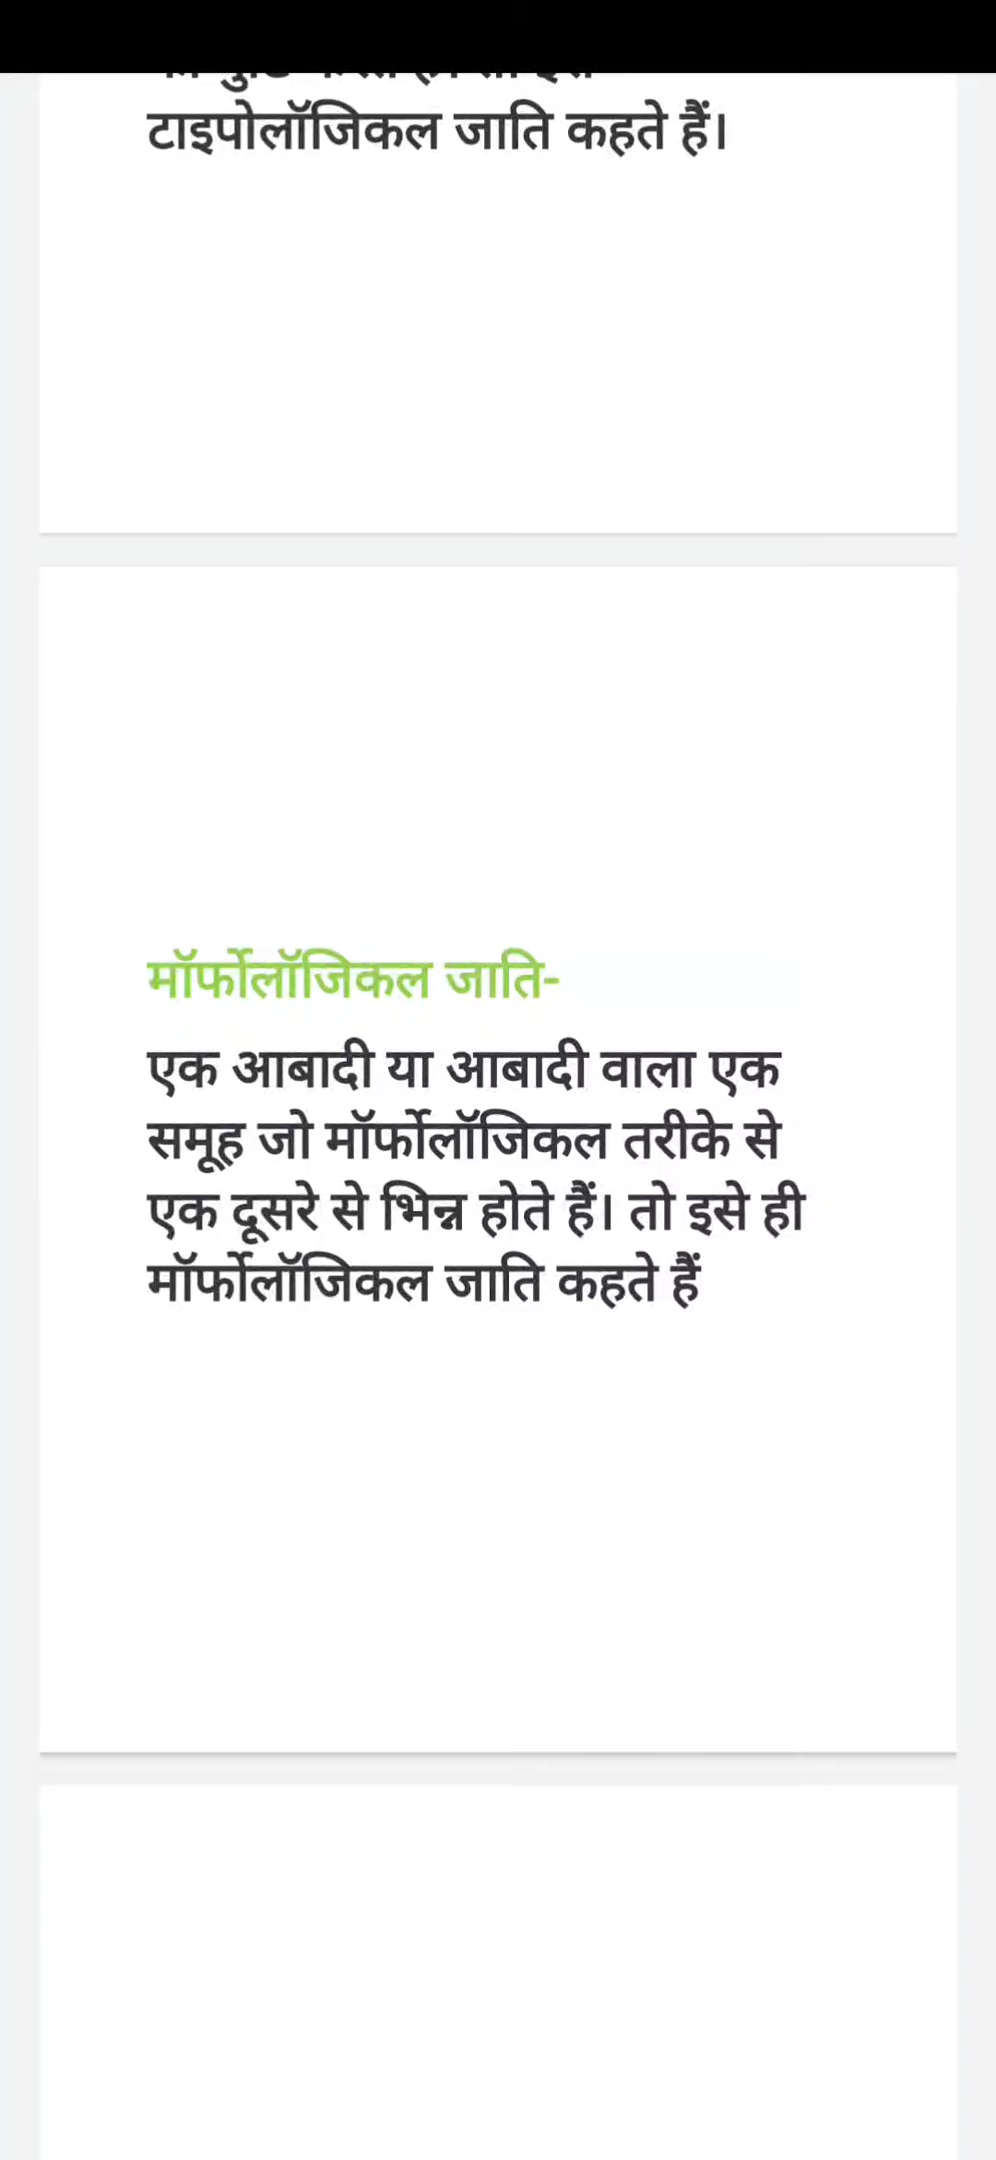 टाइपोलॉजिकल जाति कहते हैं।
मॉर्फोलॉजिकल जाति-
एक आबादी या आबादी वाला एक
समूह जो मॉर्फोलॉजिकल तरीके से
एक दूसरे से भिन्न होते हैं। तो इसे ही
मॉर्फोलॉजिकल जाति कहते हैं